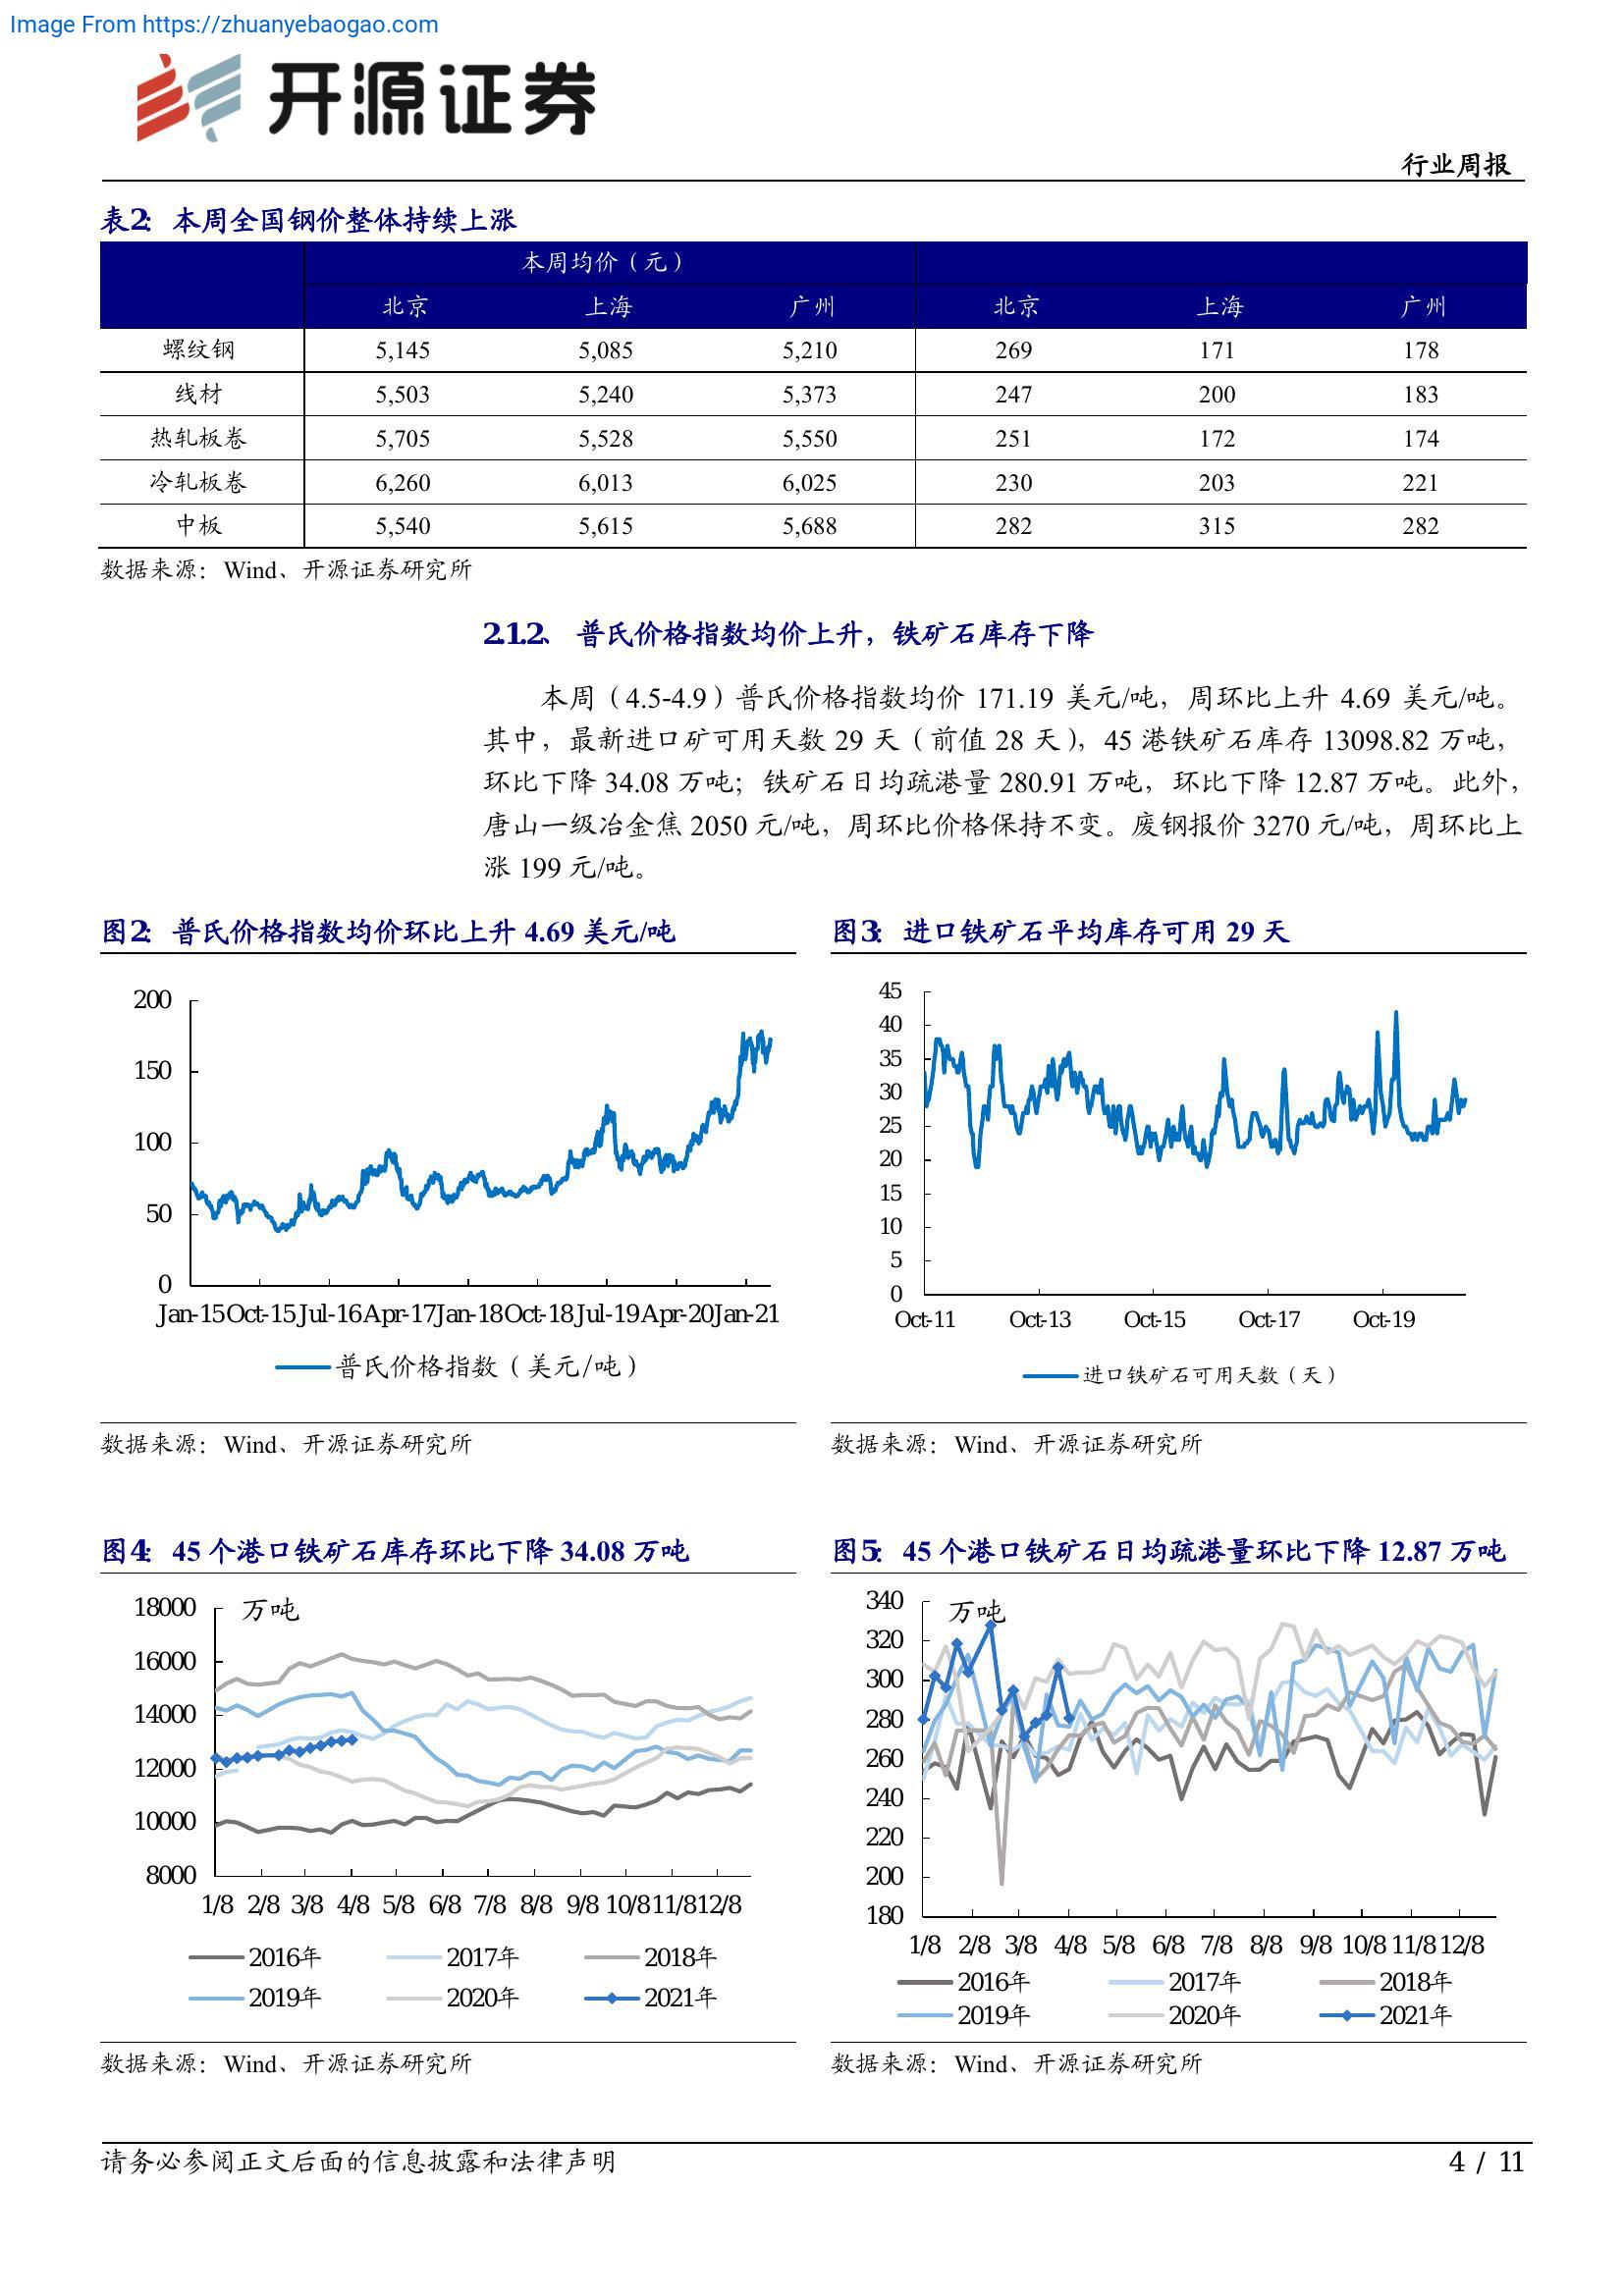 Image From https://zhuanyebaogao.com
开源证券
行业周报
表2: 本周全国钢价整体持续上涨
本周均价（元）
北京 上海 广州 北京 上海 广州
螺纹钢 5,145 5,085 5,210 269 171 178
线材 5,503 5,240 5,373 247 200 183
热轧板卷 5,705 5,528 5,550 251 172 174
冷轧板卷 6,260 6,013 6,025 230 203 221
中板 5,540 5,615 5,688 282 315 282
数据来源：Wind、开源证券研究所
2.1.2、 普氏价格指数均价上升，铁矿石库存下降
本周（4.5-4.9）普氏价格指数均价 171.19 美元/吨，周环比上升 4.69 美元/吨。
其中，最新进口矿可用天数 29 天（前值 28 天），45 港铁矿石库存 13098.82 万吨，
环比下降 34.08 万吨；铁矿石日均疏港量 280.91 万吨，环比下降 12.87 万吨。此外，
唐山一级冶金焦 2050 元/吨，周环比价格保持不变。废钢报价 3270 元/吨，周环比上
涨 199 元/吨。
图2: 普氏价格指数均价环比上升 4.69 美元/吨
200
150
100
50
0
Jan-15 Oct-15 Jul-16 Apr-17 Jan-18 Oct-18 Jul-19 Apr-20 Jan-21
普氏价格指数（美元/吨）
数据来源：Wind、开源证券研究所
图3: 进口铁矿石平均库存可用 29 天
45
40
35
30
25
20
15
10
5
0
Oct-11 Oct-13 Oct-15 Oct-17 Oct-19
进口铁矿石可用天数（天）
数据来源：Wind、开源证券研究所
图4: 45 个港口铁矿石库存环比下降 34.08 万吨
万吨
18000
16000
14000
12000
10000
8000
1/8 2/8 3/8 4/8 5/8 6/8 7/8 8/8 9/8 10/8 11/8 12/8
2016年 2017年 2018年
2019年 2020年 2021年
数据来源：Wind、开源证券研究所
图5: 45 个港口铁矿石日均疏港量环比下降 12.87 万吨
万吨
340
320
300
280
260
240
220
200
180
1/8 2/8 3/8 4/8 5/8 6/8 7/8 8/8 9/8 10/8 11/8 12/8
2016年 2017年 2018年
2019年 2020年 2021年
数据来源：Wind、开源证券研究所
请务必参阅正文后面的信息披露和法律声明
4 / 11